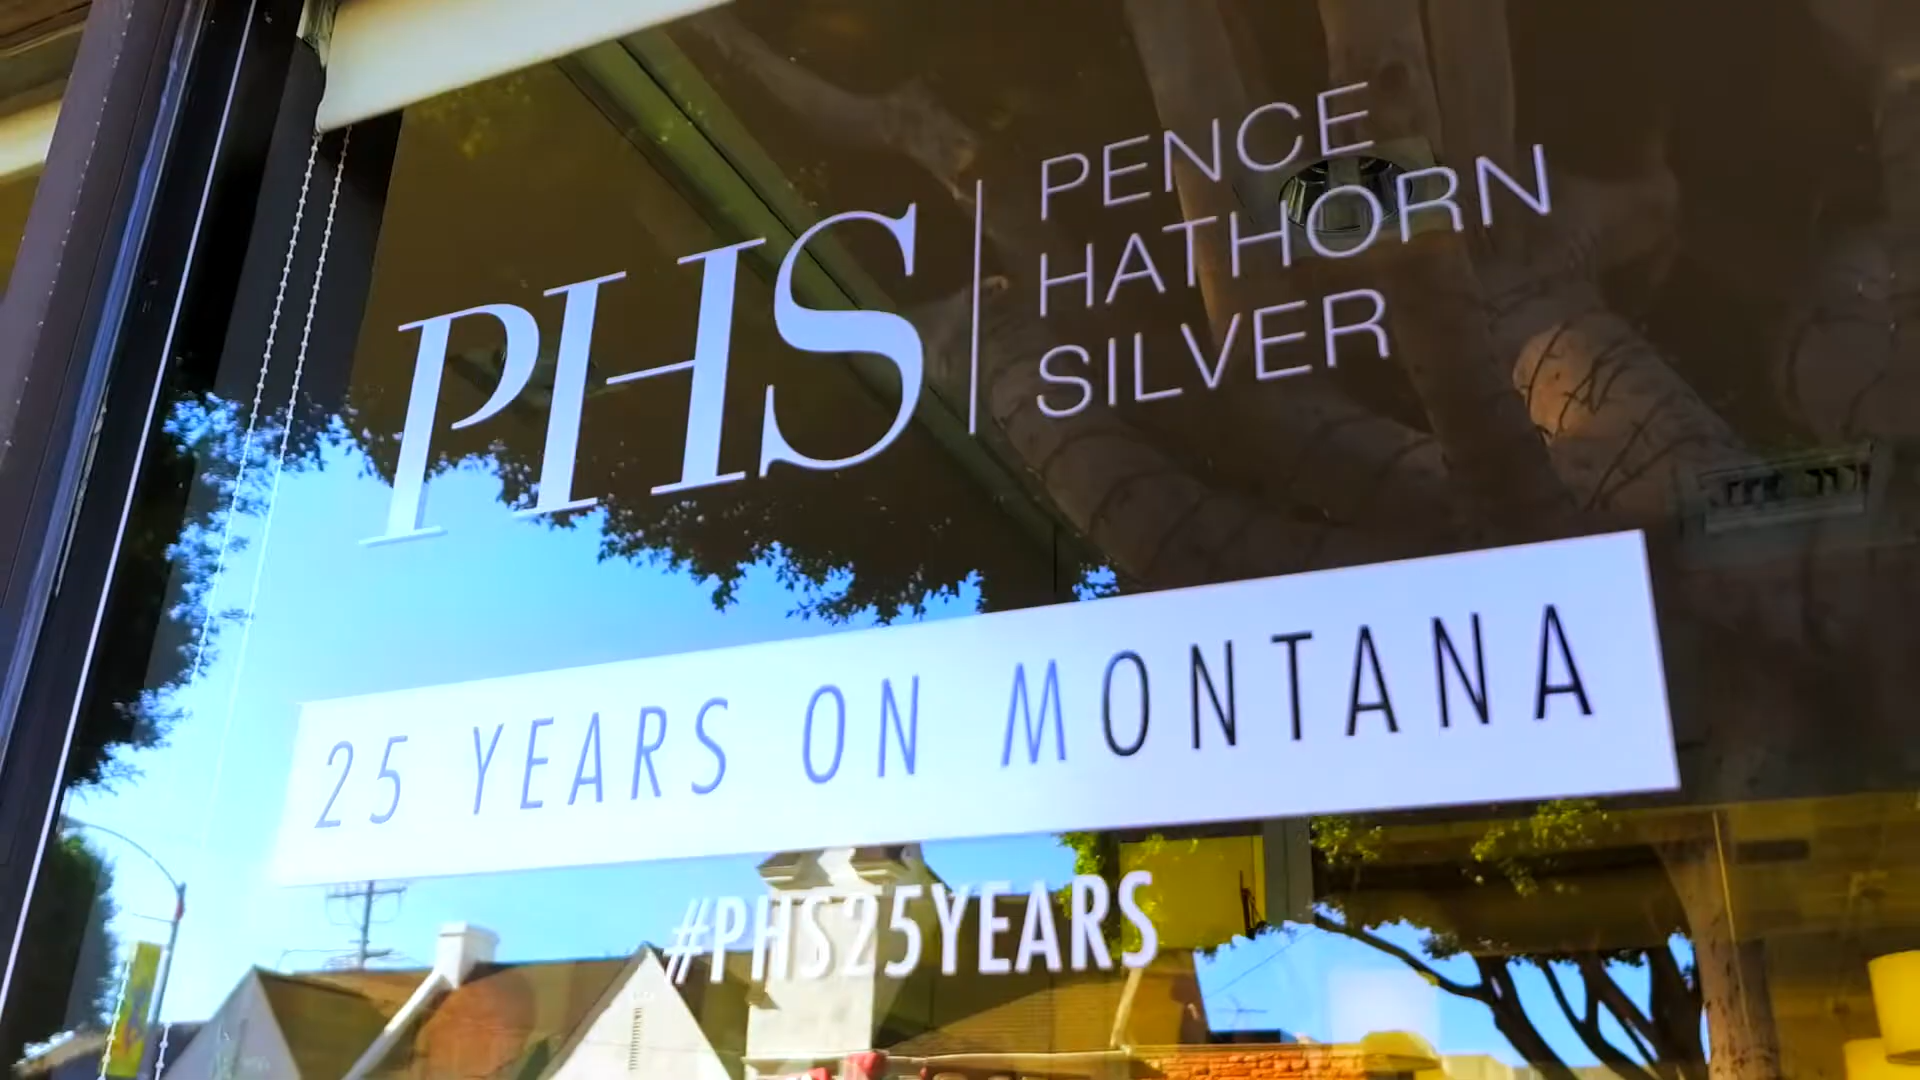 PHS
PENCE
HATHORN
SILVER
25 YEARS ON MONTANA
#PHS25YEARS